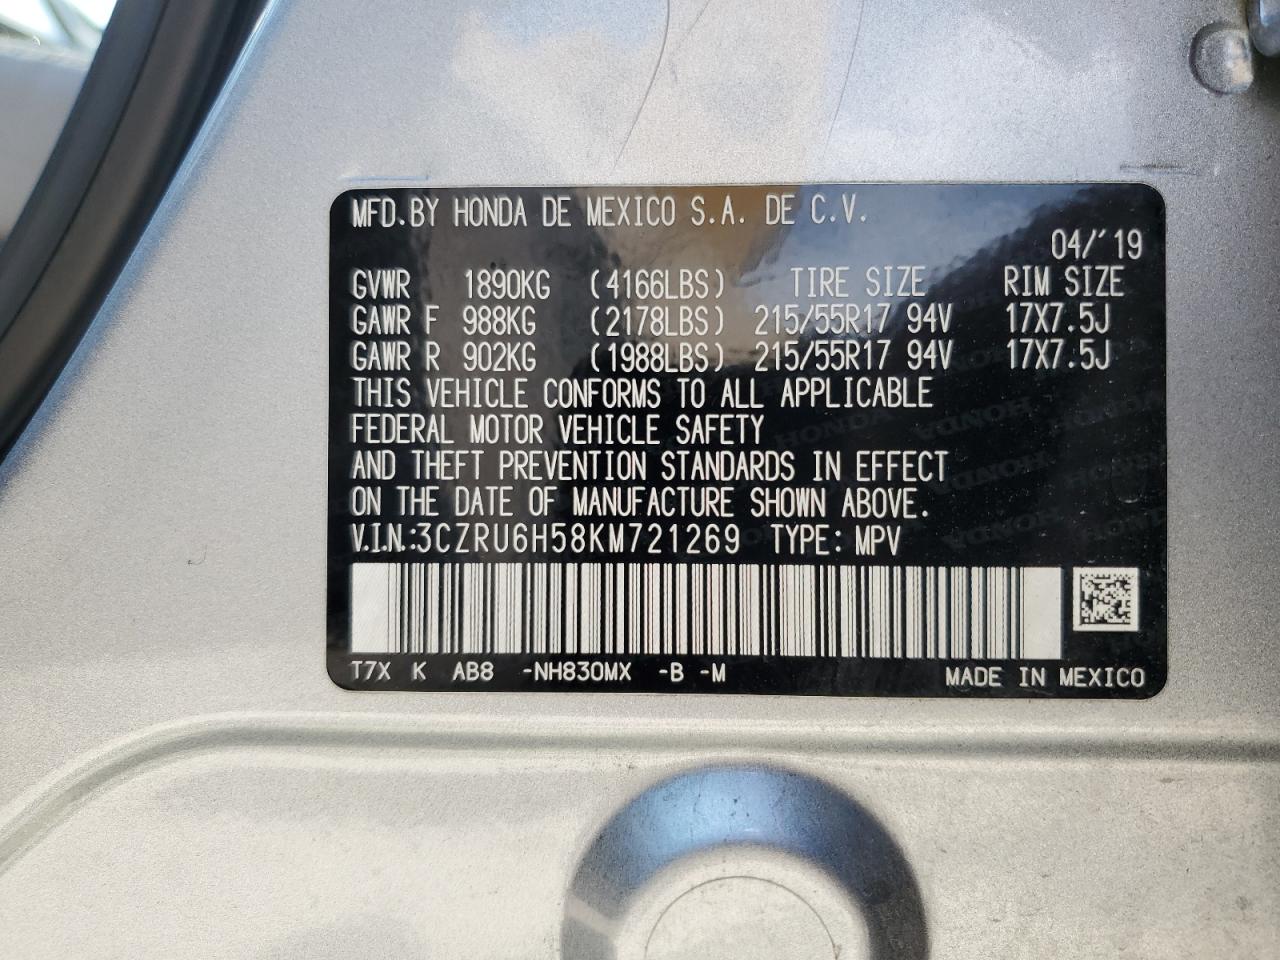 MFD.BY HONDA DE MEXICO S.A. DE C.V.
04/'19
GVWR 1890KG (4166LBS) TIRE SIZE RIM SIZE
GAWR F 988KG (2178LBS) 215/55R17 94V 17X7.5J
GAWR R 902KG (1988LBS) 215/55R17 94V 17X7.5J
THIS VEHICLE CONFORMS TO ALL APPLICABLE
FEDERAL MOTOR VEHICLE SAFETY
AND THEFT PREVENTION STANDARDS IN EFFECT
ON THE DATE OF MANUFACTURE SHOWN ABOVE.
V.I.N.:3CZRU6H58KM721269 TYPE: MPV
T7X K AB8 -NH830MX -B -M MADE IN MEXICO